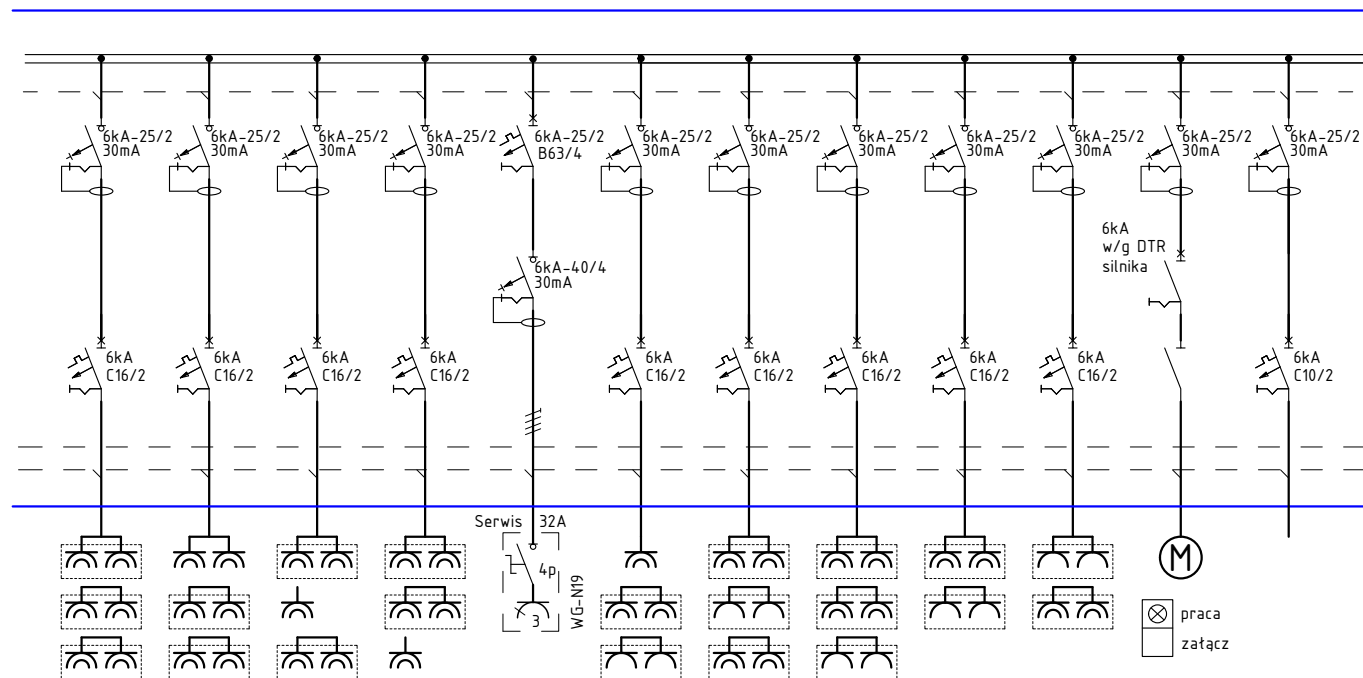 6kA-25/2
30mA
6kA-25/2
30mA
6kA-25/2
30mA
6kA-25/2
30mA
6kA-25/2
B63/4
6kA-25/2
30mA
6kA-25/2
30mA
6kA-25/2
30mA
6kA-25/2
30mA
6kA-25/2
30mA
6kA-25/2
30mA
6kA-25/2
30mA
6kA-40/4
30mA
6kA
w/g DTR
silnika
6kA
C16/2
6kA
C16/2
6kA
C16/2
6kA
C16/2
6kA
C16/2
6kA
C16/2
6kA
C16/2
6kA
C16/2
6kA
C16/2
6kA
C10/2
Serwis 32A
4p
3
WG-N19
M
praca
załącz